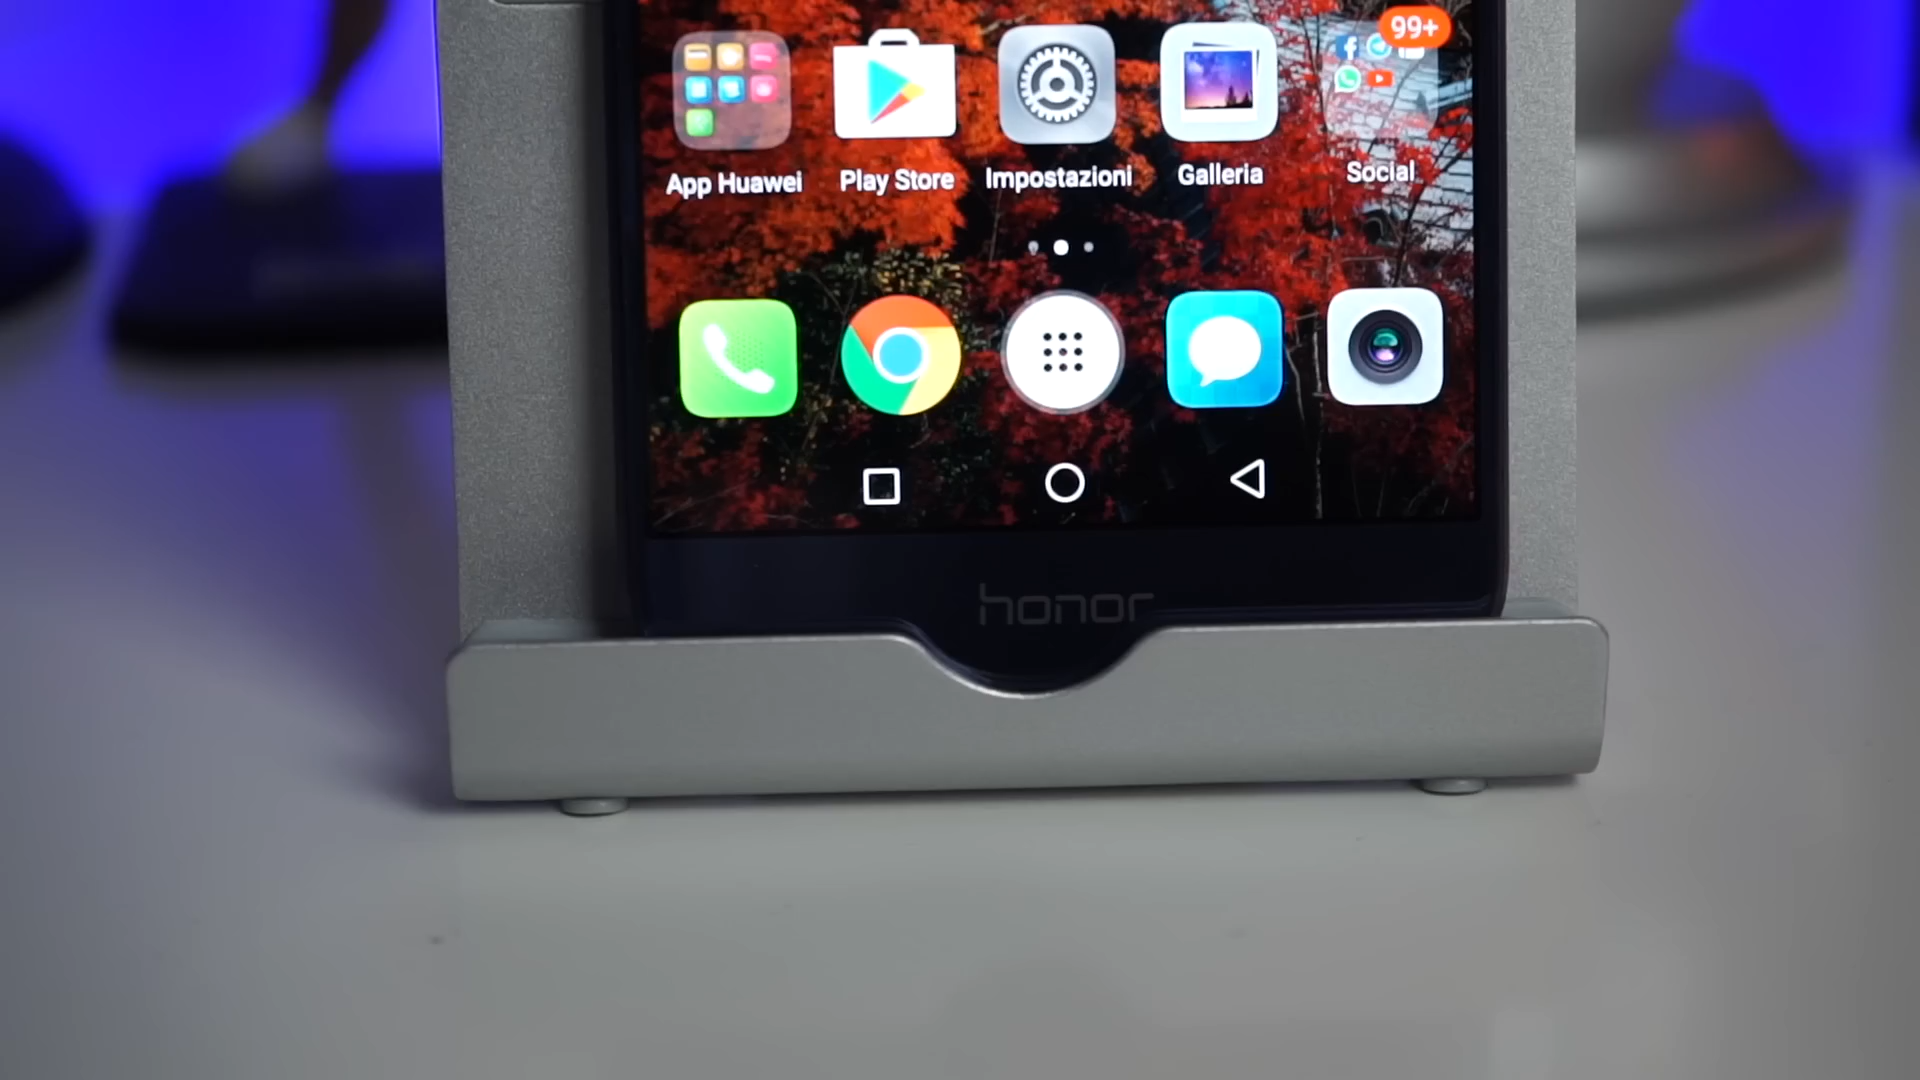 99+
App Huawei
Play Store
Impostazioni
Galleria
Social
honor